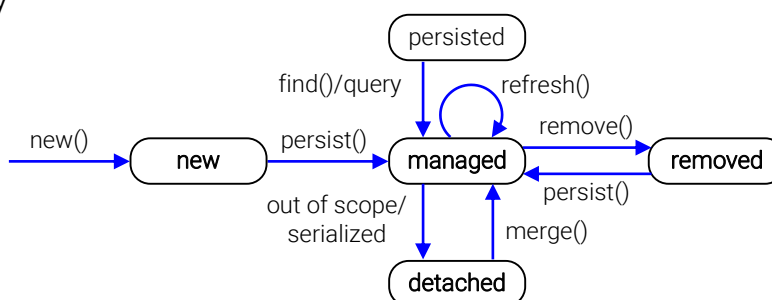 persisted
find()/query
refresh()
new()
persist()
remove()
new
managed
removed
out of scope/
serialized
persist()
merge()
detached